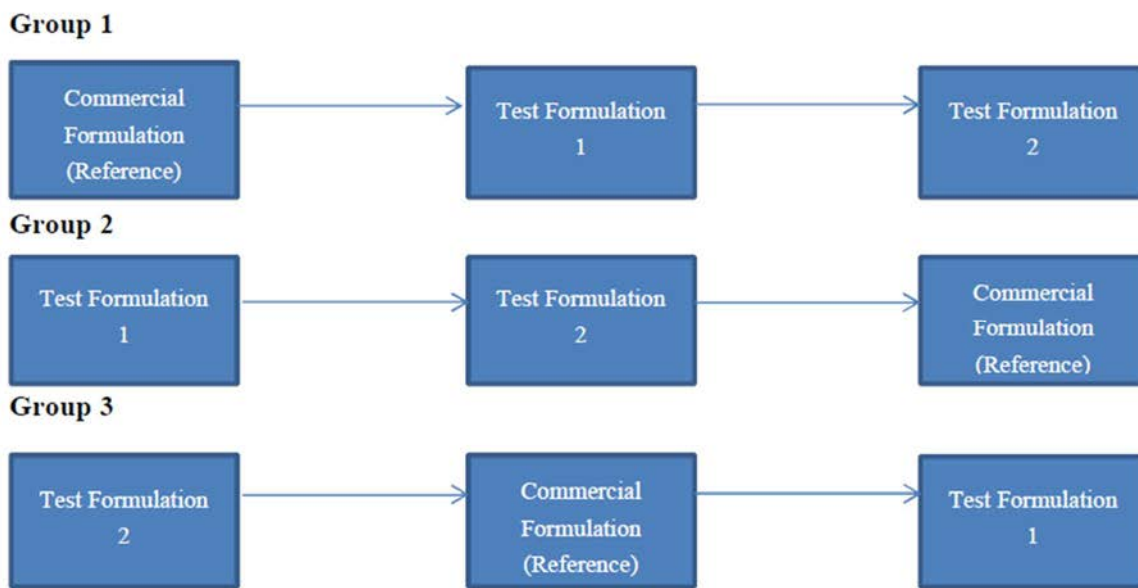 Group 1
Commercial
Formulation
(Reference)
Test Formulation
1
Test Formulation
2
Group 2
Test Formulation
1
Test Formulation
2
Commercial
Formulation
(Reference)
Group 3
Test Formulation
2
Commercial
Formulation
(Reference)
Test Formulation
1